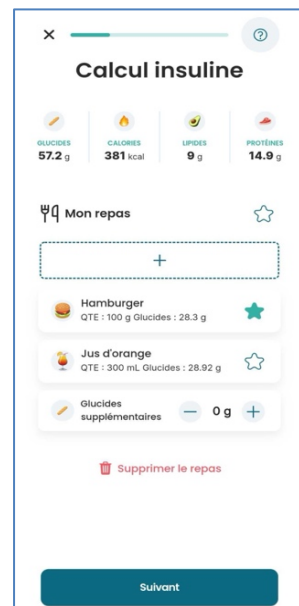 Calcul insuline
GLUCIDES CALORIES LIPIDES PROTÉINES
57.2 g 381 kcal 9 g 14.9 g
Mon repas
+
Hamburger
QTE : 100 g Glucides : 28.3 g
Jus d'orange
QTE : 300 mL Glucides : 28.92 g
Glucides
supplémentaires
— 0 g +
Supprimer le repas
Suivant